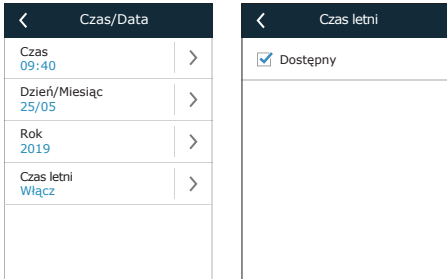 Czas/Data
Czas
09:40
Dzień/Miesiąc
25/05
Rok
2019
Czas letni
Włącz
Czas letni
Dostępny